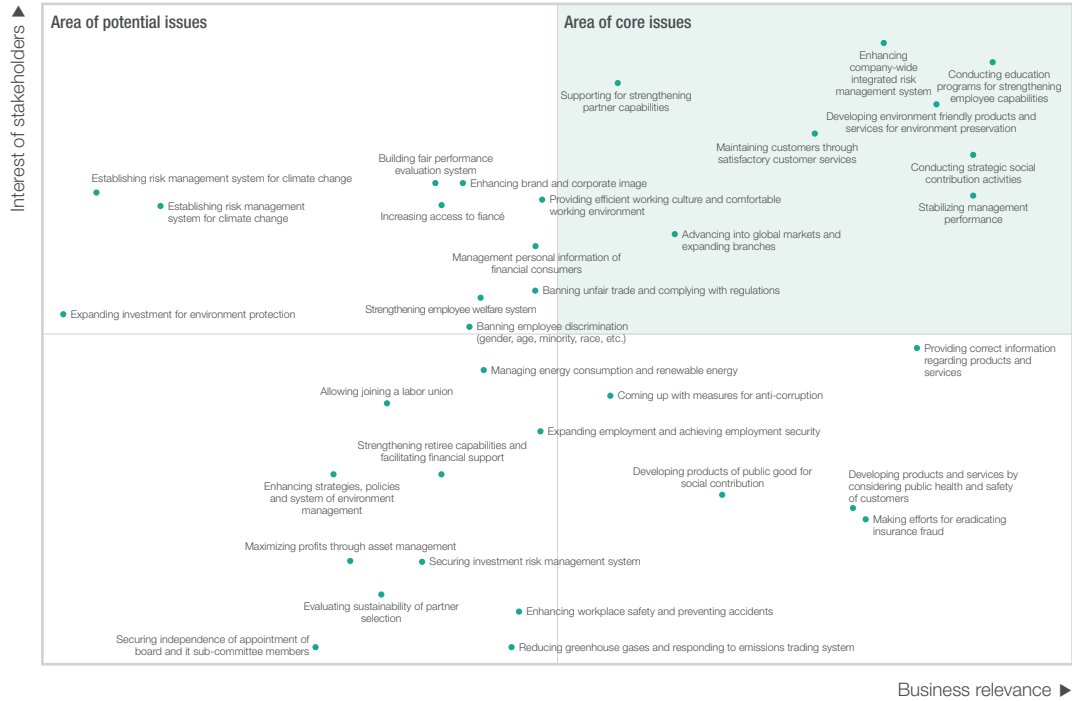 Interest of stakeholders ▲
Area of potential issues
Area of core issues
Enhancing
company-wide
integrated risk
management system
Conducting education
programs for strengthening
employee capabilities
Supporting for strengthening
partner capabilities
Developing environment friendly products and
services for environment preservation
Maintaining customers through
satisfactory customer services
Conducting strategic social
contribution activities
Building fair performance
evaluation system
Establishing risk management system for climate change
Enhancing brand and corporate image
Establishing risk management
system for climate change
Increasing access to fiancé
Providing efficient working culture and comfortable
working environment
Stabilizing management
performance
Advancing into global markets and
expanding branches
Management personal information of
financial consumers
Banning unfair trade and complying with regulations
Strengthening employee welfare system
Expanding investment for environment protection
Banning employee discrimination
(gender, age, minority, race, etc.)
Providing correct information
regarding products and
services
Managing energy consumption and renewable energy
Allowing joining a labor union
Coming up with measures for anti-corruption
Expanding employment and achieving employment security
Strengthening retiree capabilities and
facilitating financial support
Developing products of public good for
social contribution
Developing products and services by
considering public health and safety
of customers
Enhancing strategies, policies
and system of environment
management
Making efforts for eradicating
insurance fraud
Maximizing profits through asset management
Securing investment risk management system
Evaluating sustainability of partner
selection
Enhancing workplace safety and preventing accidents
Securing independence of appointment of
board and it sub-committee members
Reducing greenhouse gases and responding to emissions trading system
Business relevance ▶